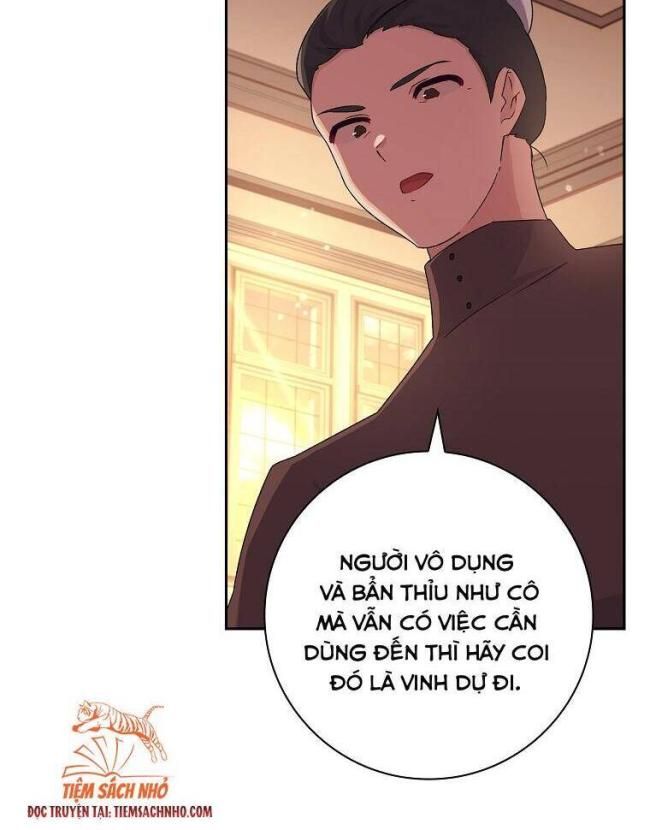 NGƯỜI VÔ DỤNG
VÀ BẨN THỈU NHƯ CÔ
MÀ VẪN CÓ VIỆC CẦN
DÙNG ĐẾN THÌ HÃY COI
ĐÓ LÀ VINH DỰ ĐI.
TIỆM SÁCH NHỎ
ĐỌC TRUYỆN TẠI: TIEMSACHNHO.COM